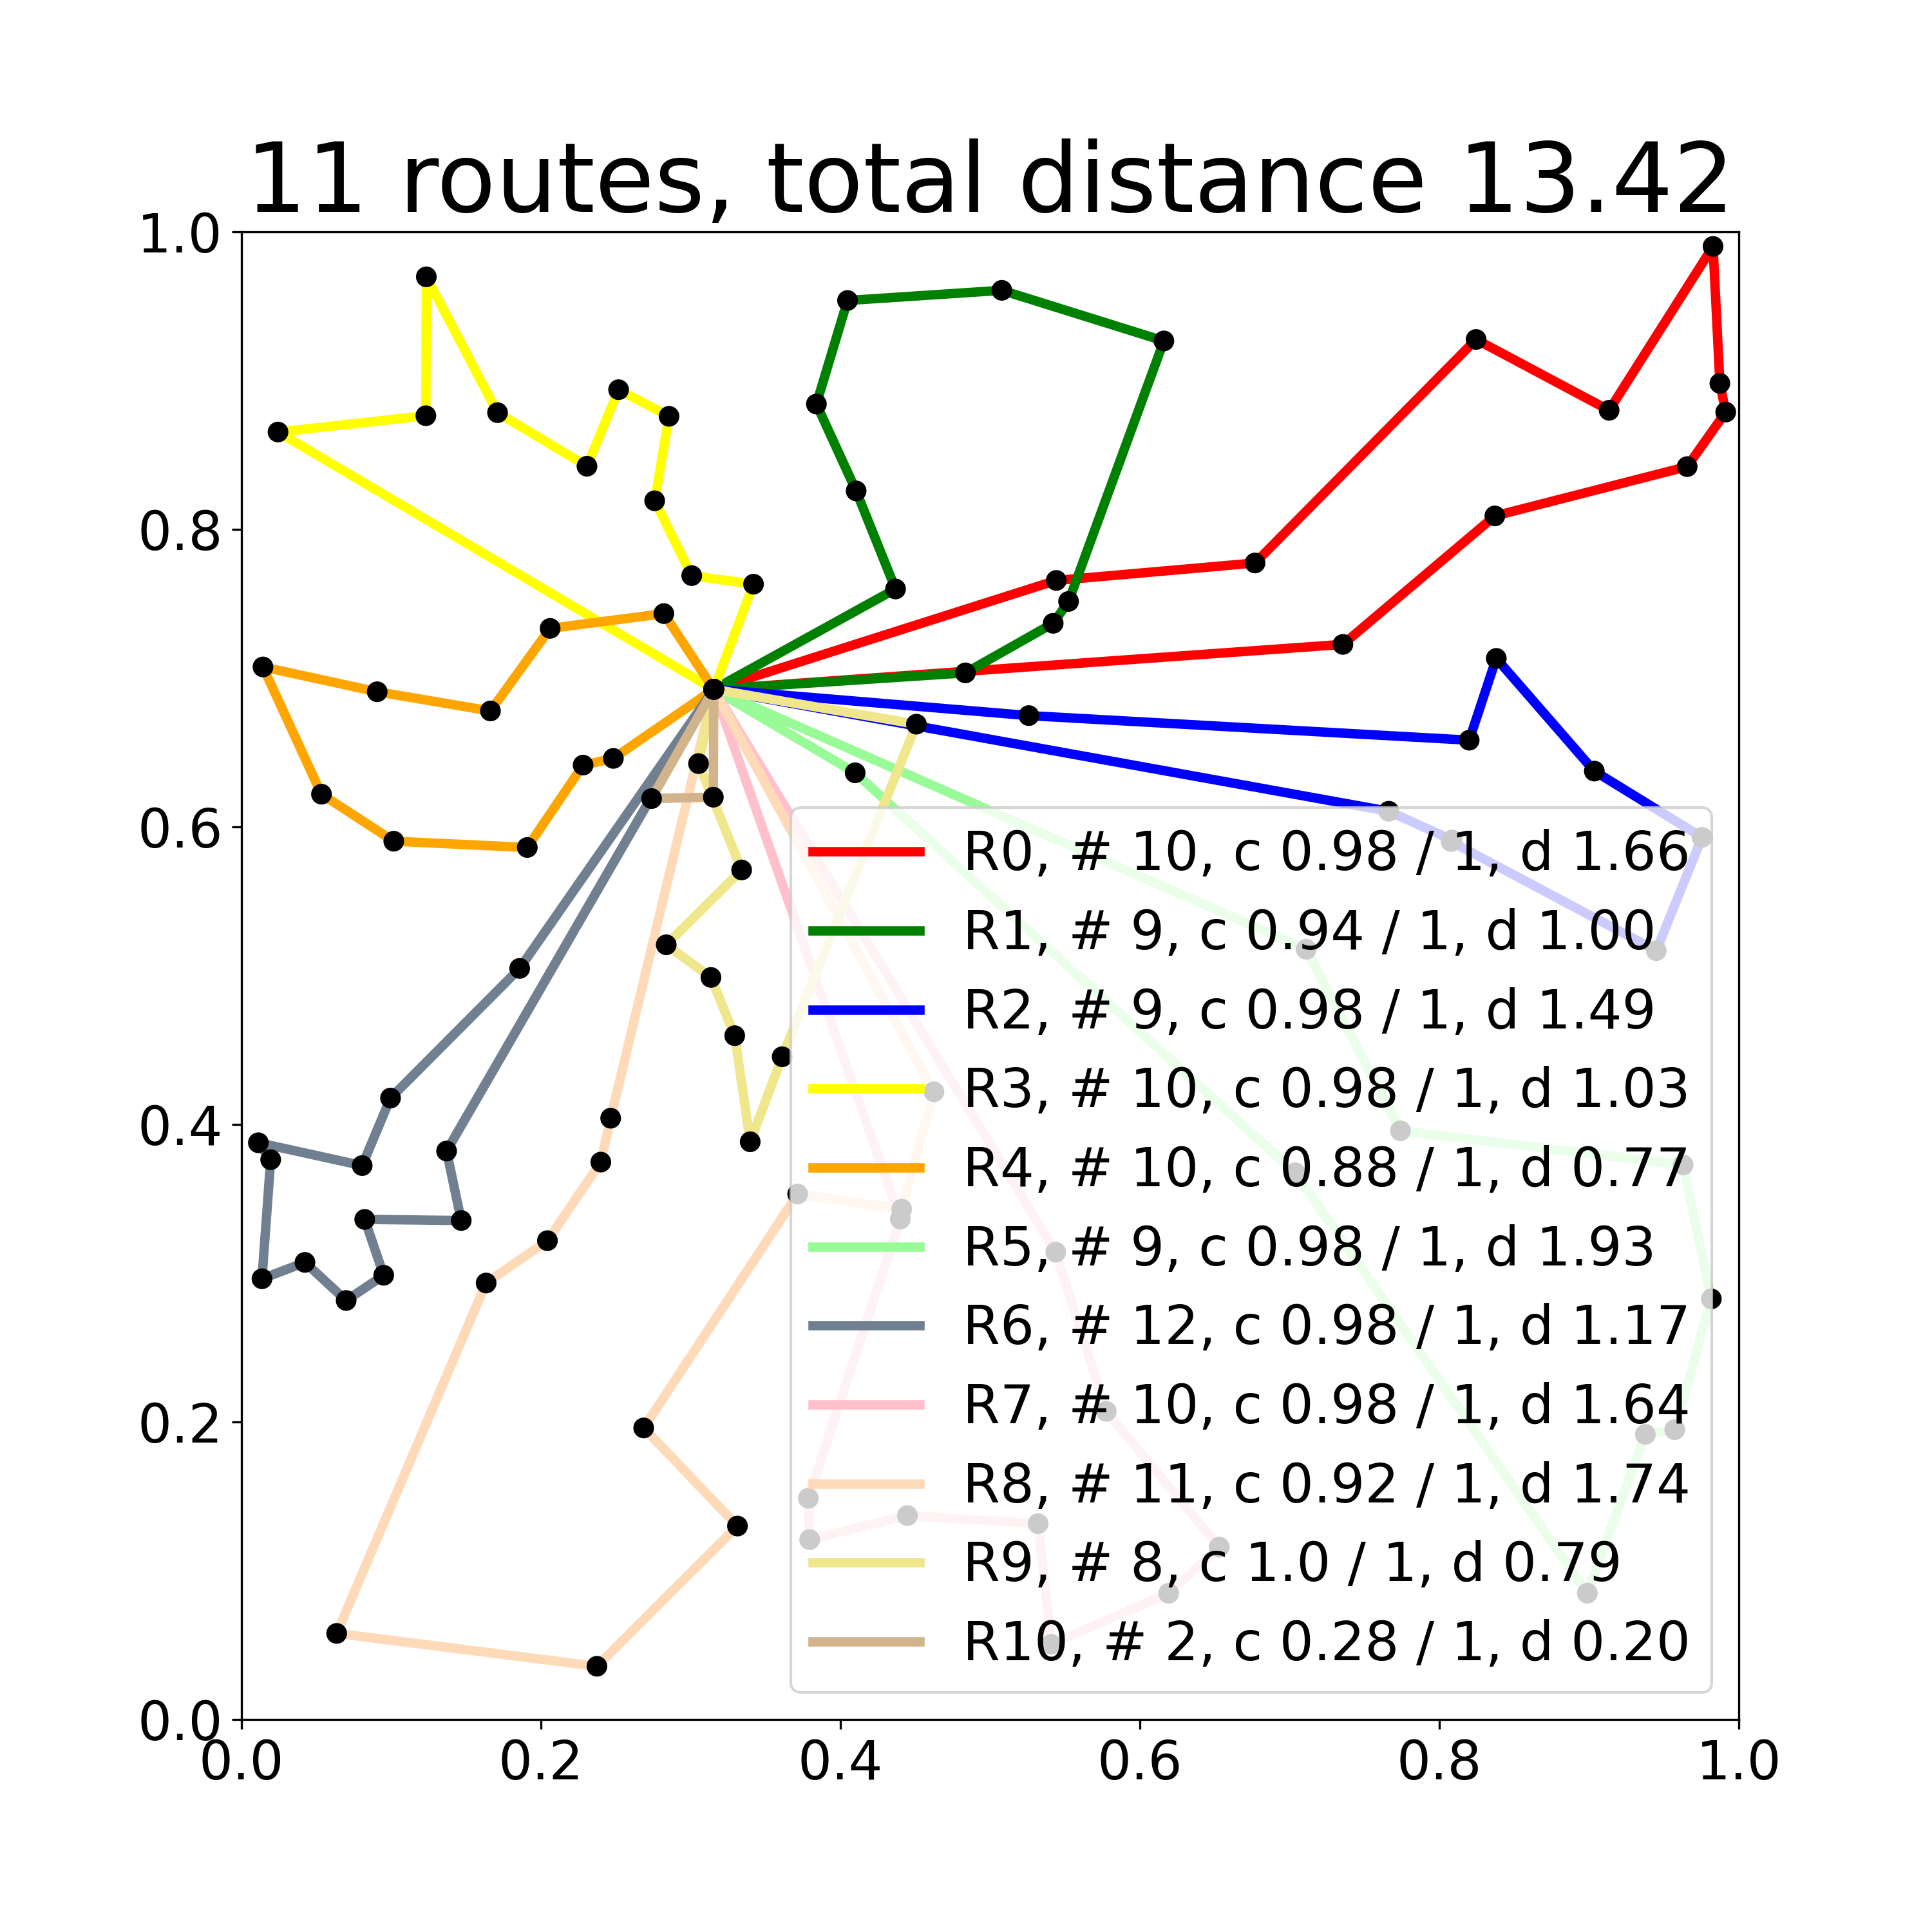 11 routes, total distance 13.42
1.0
0.8
0.6
0.4
0.2
0.0
R0, # 10, c 0.98 / 1, d 1.66
R1, # 9, c 0.94 / 1, d 1.00
R2, # 9, c 0.98 / 1, d 1.49
R3, # 10, c 0.98 / 1, d 1.03
R4, # 10, c 0.88 / 1, d 0.77
R5, # 9, c 0.98 / 1, d 1.93
R6, # 12, c 0.98 / 1, d 1.17
R7, # 10, c 0.98 / 1, d 1.64
R8, # 11, c 0.92 / 1, d 1.74
R9, # 8, c 1.0 / 1, d 0.79
R10, # 2, c 0.28 / 1, d 0.20
0.0 0.2 0.4 0.6 0.8 1.0